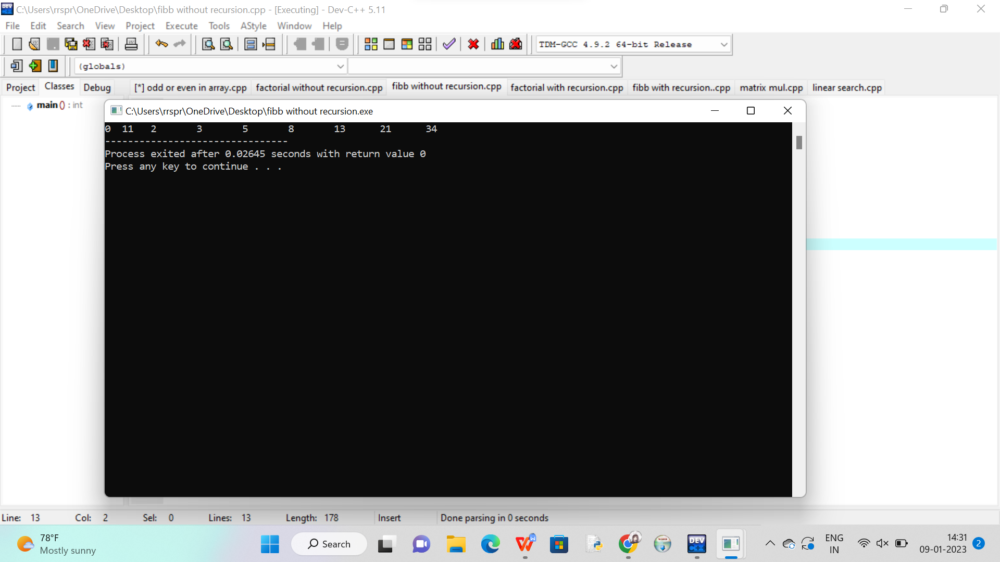 C:\Users\rrspr\OneDrive\Desktop\fibb without recursion.cpp - [Executing] - Dev-C++ 5.11
File Edit Search View Project Execute Tools AStyle Window Help
TDM-GCC 4.9.2 64-bit Release
(globals)
Project Classes Debug [*] odd or even in array.cpp factorial without recursion.cpp fibb without recursion.cpp factorial with recursion.cpp fibb with recursion..cpp matrix mul.cpp linear search.cpp
main () : int
C:\Users\rrspr\OneDrive\Desktop\fibb without recursion.exe
0 11 2 3 5 8 13 21 34
--------------------------------
Process exited after 0.02645 seconds with return value 0
Press any key to continue . . .
Line: 13 Col: 2 Sel: 0 Lines: 13 Length: 178 Insert Done parsing in 0 seconds
78°F
Mostly sunny
Search
DEV
C++
ENG
IN
14:31
09-01-2023
2